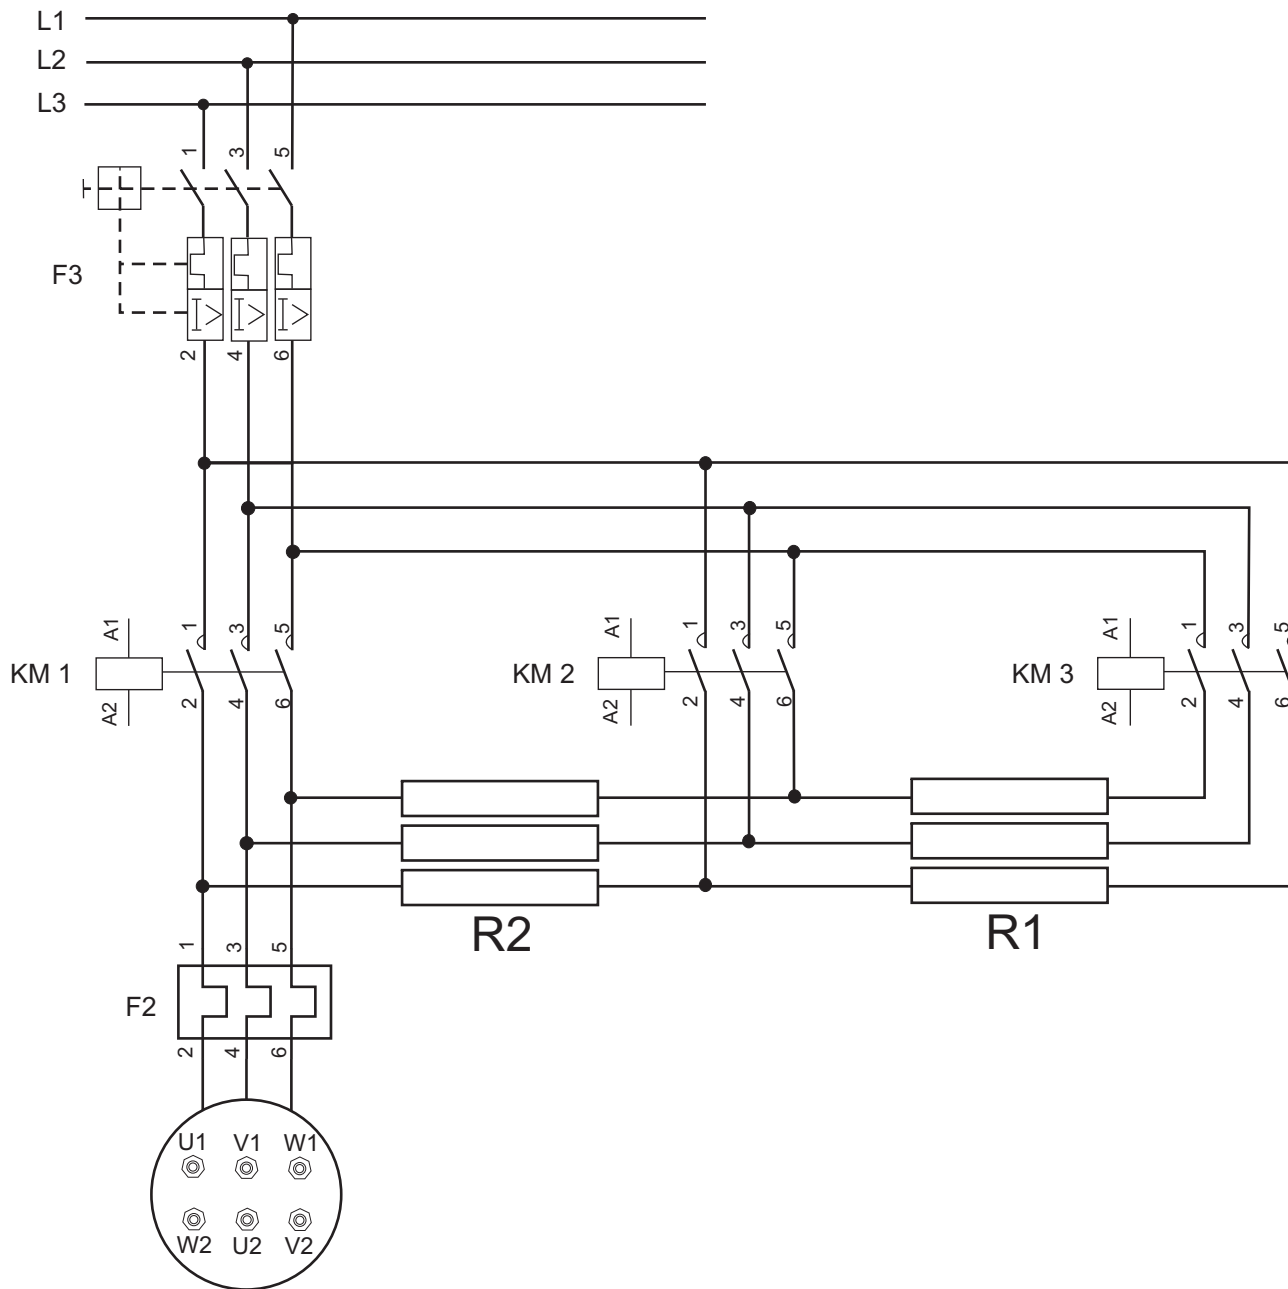 L1
L2
L3
1 3 5
F3
2 4 6
A1 1 3 5 A1 1 3 5 A1 1 3 5
KM 1 KM 2 KM 3
A2 2 4 6 A2 2 4 6 A2 2 4 6
R2 R1
1 3 5
F2
2 4 6
U1 V1 W1
W2 U2 V2